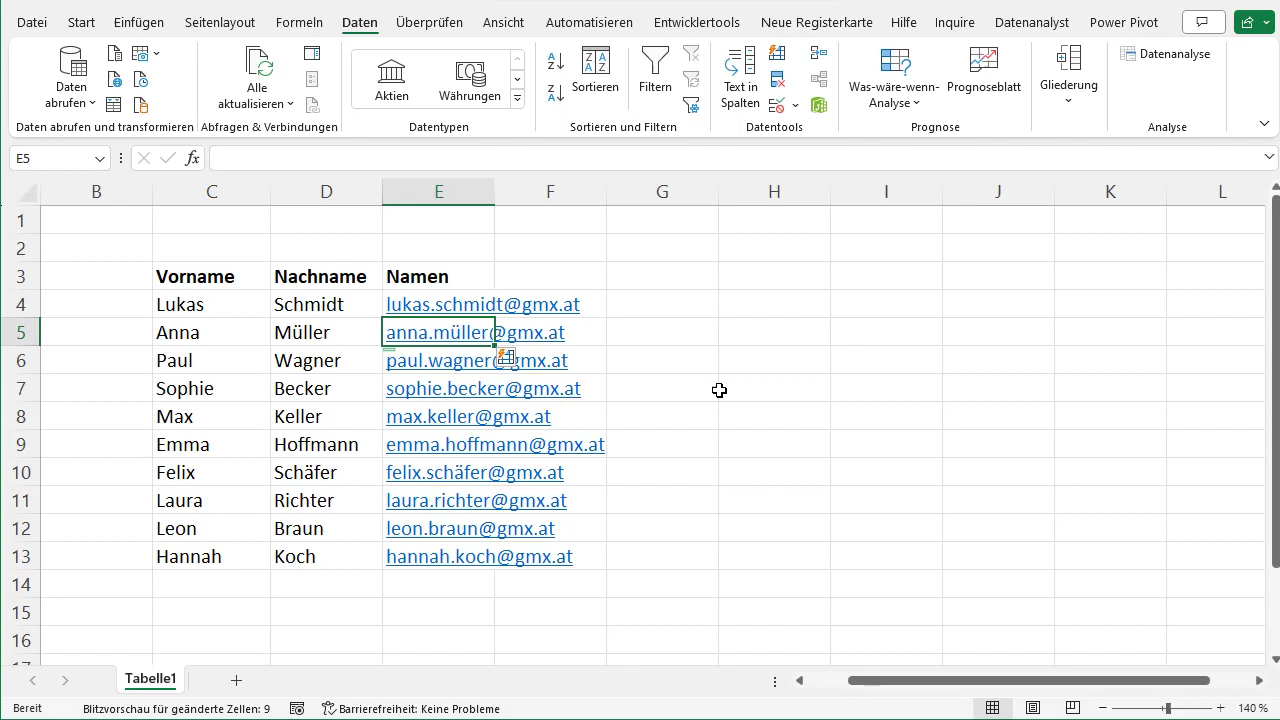 Datei Start Einfügen Seitenlayout Formeln Daten Überprüfen Ansicht Automatisieren Entwicklertools Neue Registerkarte Hilfe Inquire Datenanalyst Power Pivot
Daten abrufen
Alle aktualisieren
Aktien
Währungen
Sortieren
Filtern
Text in Spalten
Was-wäre-wenn-Analyse
Prognoseblatt
Gliederung
Datenanalyse
Daten abrufen und transformieren Abfragen & Verbindungen Datentypen Sortieren und Filtern Datentools Prognose Analyse
E5 fx
B C D E F G H I J K L
1
2
3 Vorname Nachname Namen
4 Lukas Schmidt lukas.schmidt@gmx.at
5 Anna Müller anna.müller@gmx.at
6 Paul Wagner paul.wagner@gmx.at
7 Sophie Becker sophie.becker@gmx.at
8 Max Keller max.keller@gmx.at
9 Emma Hoffmann emma.hoffmann@gmx.at
10 Felix Schäfer felix.schäfer@gmx.at
11 Laura Richter laura.richter@gmx.at
12 Leon Braun leon.braun@gmx.at
13 Hannah Koch hannah.koch@gmx.at
14
15
16
17
Tabelle1
Bereit Blitzvorschau für geänderte Zellen: 9 Barrierefreiheit: Keine Probleme 140 %